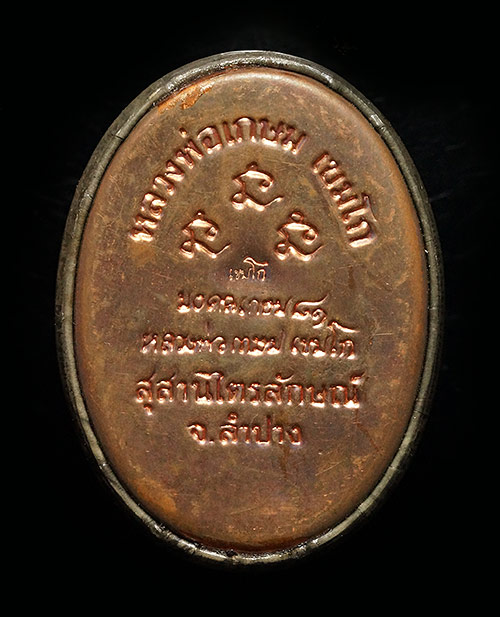 หลวงพ่อเกษม เขมโก
เขมโก
มงคลเกษม ๘๑
หลวงพ่อเกษม เขมโก
สุสานไตรลักษณ์
จ.ลำปาง